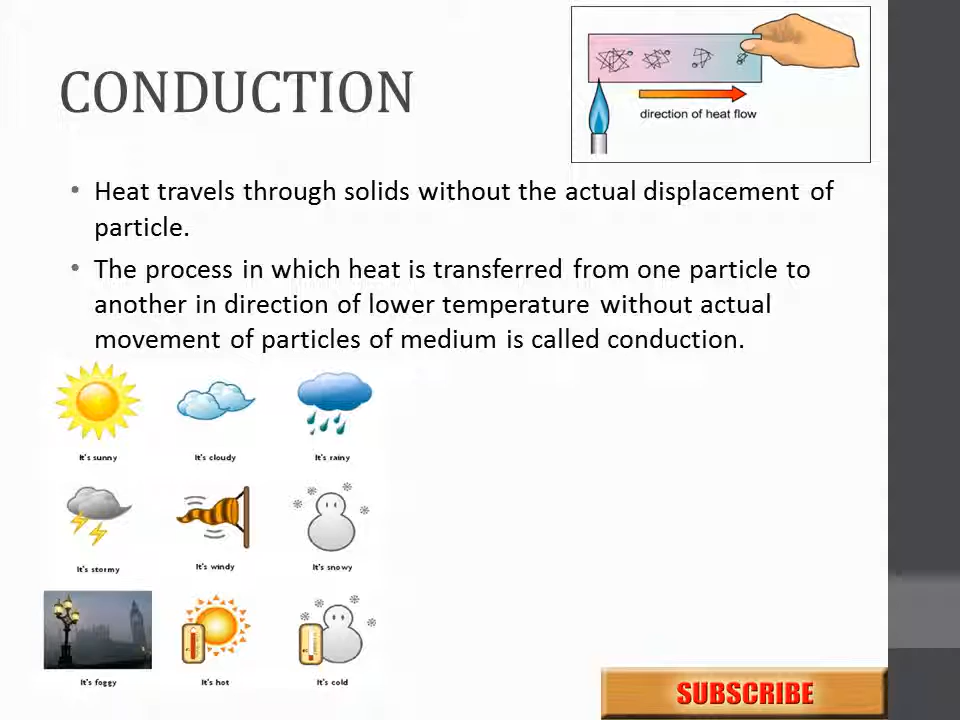 CONDUCTION
direction of heat flow
• Heat travels through solids without the actual displacement of
particle.
• The process in which heat is transferred from one particle to
another in direction of lower temperature without actual
movement of particles of medium is called conduction.
It's sunny It's cloudy It's rainy
It's stormy It's windy It's snowy
It's foggy It's hot It's cold
SUBSCRIBE